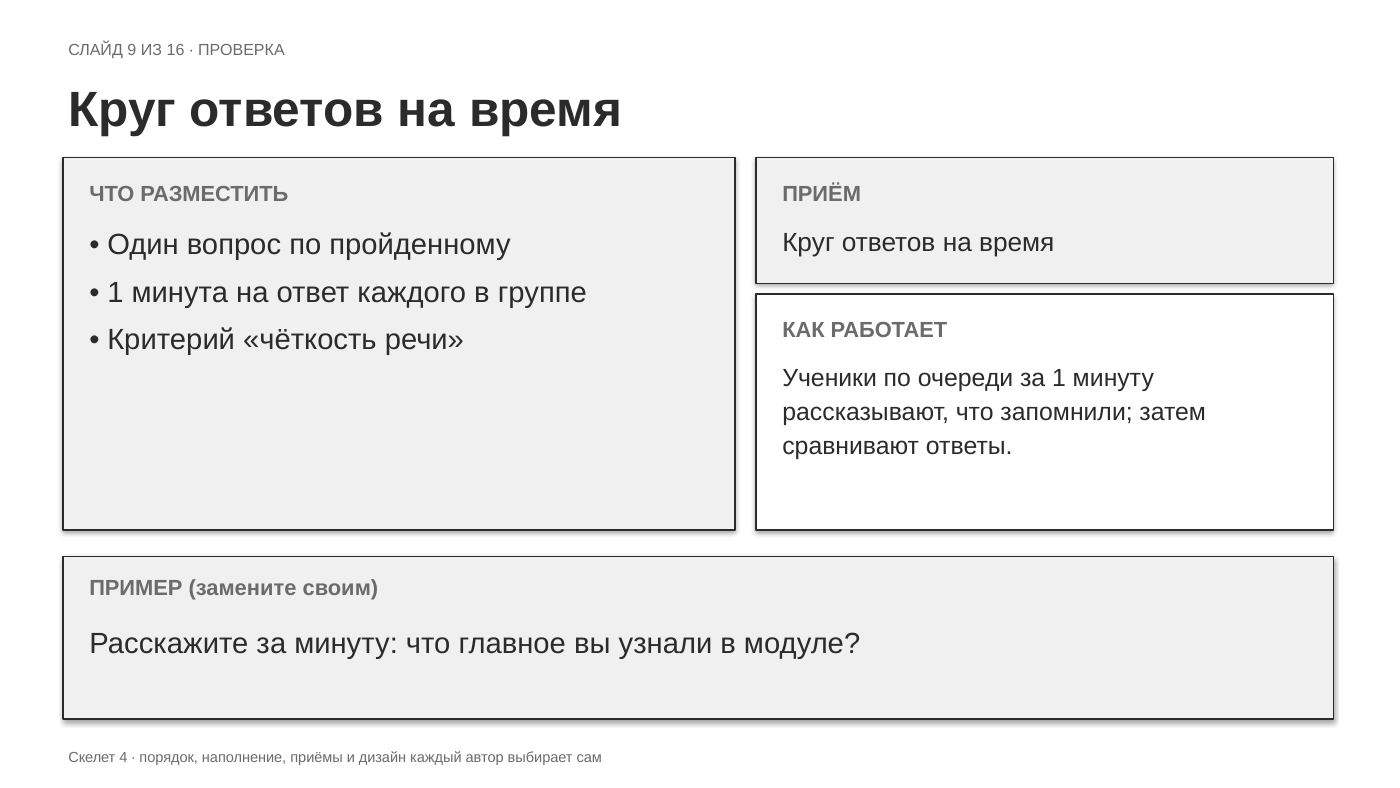 СЛАЙД 9 ИЗ 16 · ПРОВЕРКА
Круг ответов на время
ЧТО РАЗМЕСТИТЬ
• Один вопрос по пройденному
• 1 минута на ответ каждого в группе
• Критерий «чёткость речи»
ПРИЁМ
Круг ответов на время
КАК РАБОТАЕТ
Ученики по очереди за 1 минуту
рассказывают, что запомнили; затем
сравнивают ответы.
ПРИМЕР (замените своим)
Расскажите за минуту: что главное вы узнали в модуле?
Скелет 4 · порядок, наполнение, приёмы и дизайн каждый автор выбирает сам